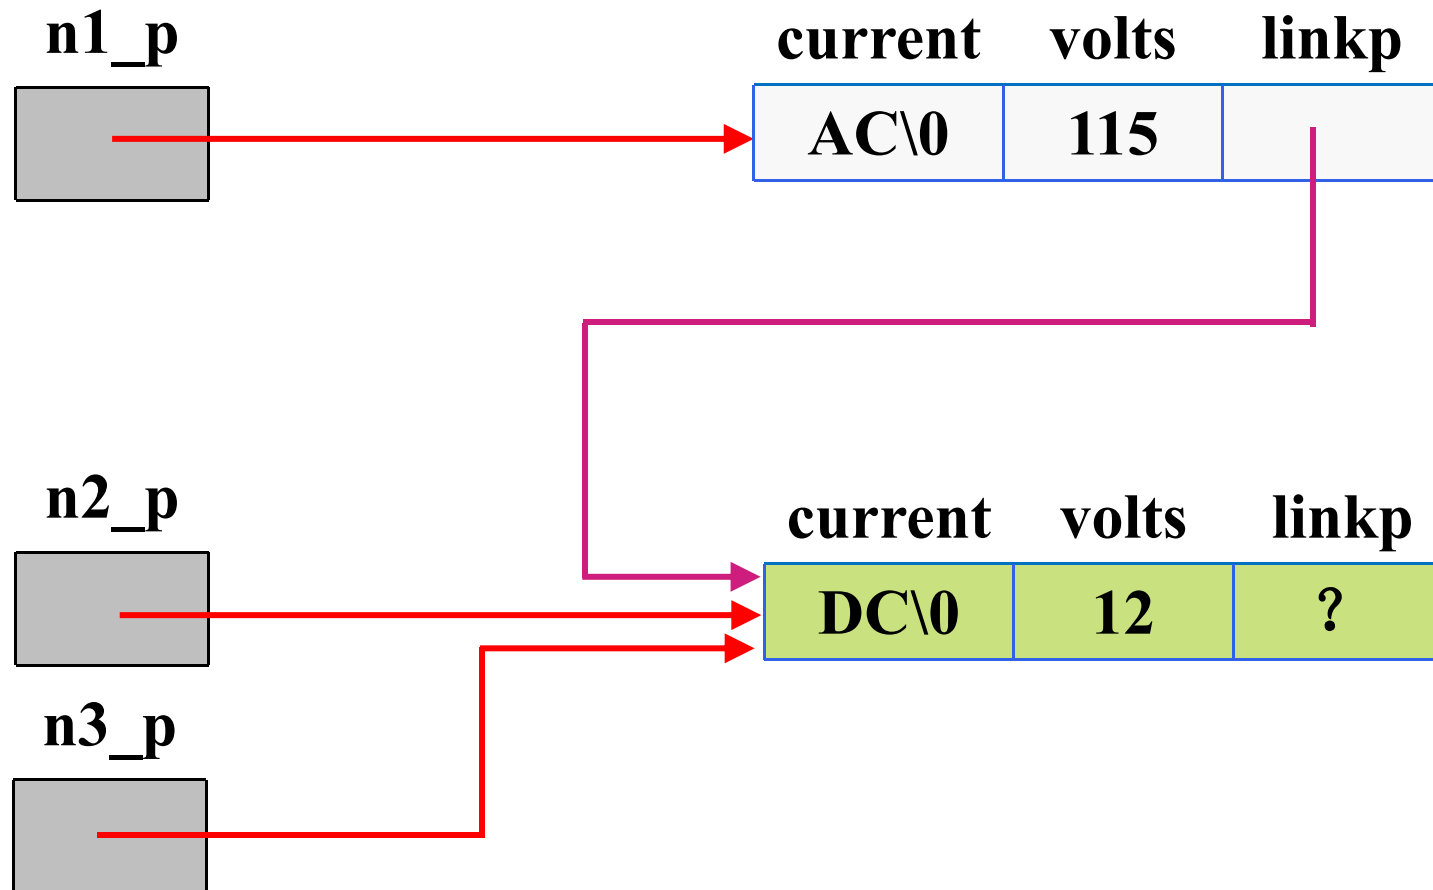 n1_p
current volts linkp
AC\0 115
n2_p
current volts linkp
DC\0 12 ?
n3_p